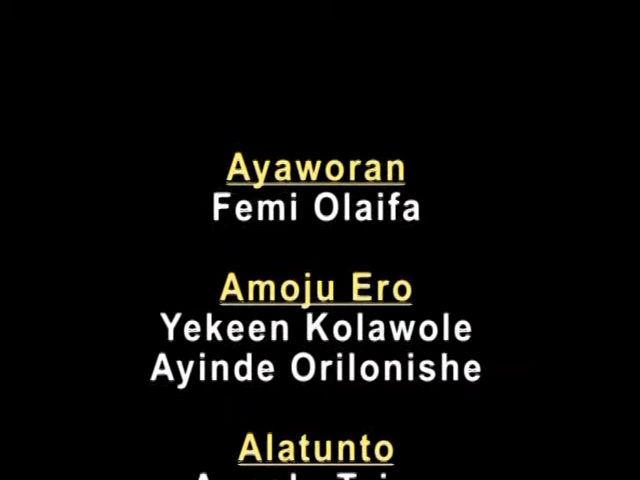 Ayaworan
Femi Olaifa
Amoju Ero
Yekeen Kolawole
Ayinde Orilonishe
Alatunto